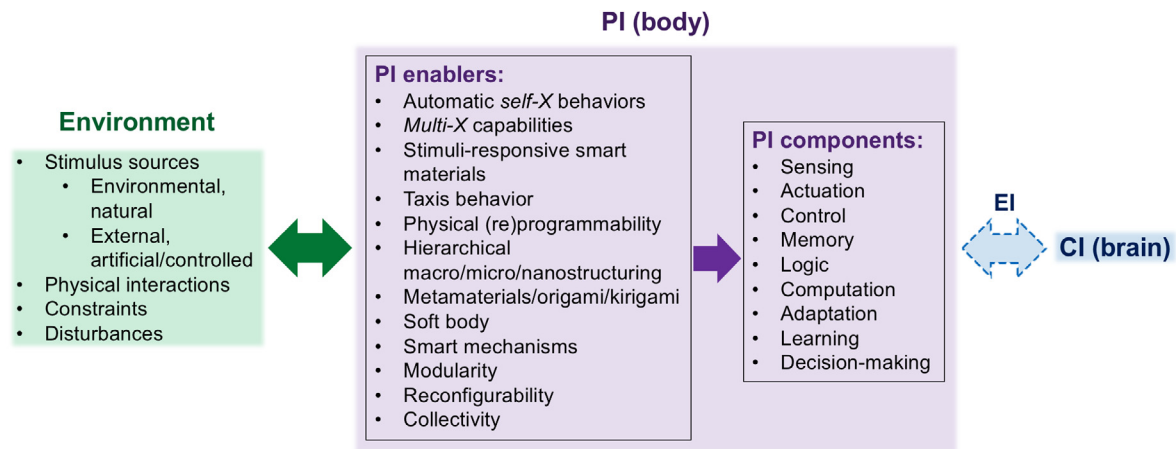 PI (body)
Environment
• Stimulus sources
• Environmental,
natural
• External,
artificial/controlled
• Physical interactions
• Constraints
• Disturbances
PI enablers:
• Automatic self-X behaviors
• Multi-X capabilities
• Stimuli-responsive smart
materials
• Taxis behavior
• Physical (re)programmability
• Hierarchical
macro/micro/nanostructuring
• Metamaterials/origami/kirigami
• Soft body
• Smart mechanisms
• Modularity
• Reconfigurability
• Collectivity
PI components:
• Sensing
• Actuation
• Control
• Memory
• Logic
• Computation
• Adaptation
• Learning
• Decision-making
EI
CI (brain)